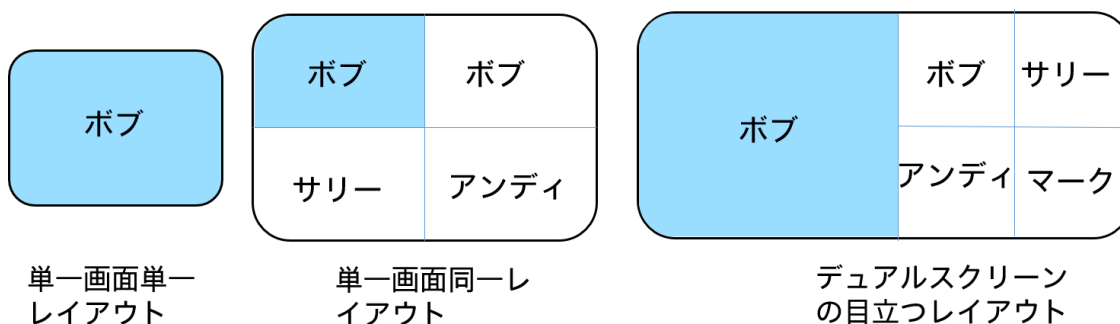 ボブ
ボブ
ボブ
サリー
アンディ
ボブ
ボブ
サリー
アンディ
マーク
単一画面単一
レイアウト
単一画面同一レ
イアウト
デュアルスクリーン
の目立つレイアウト